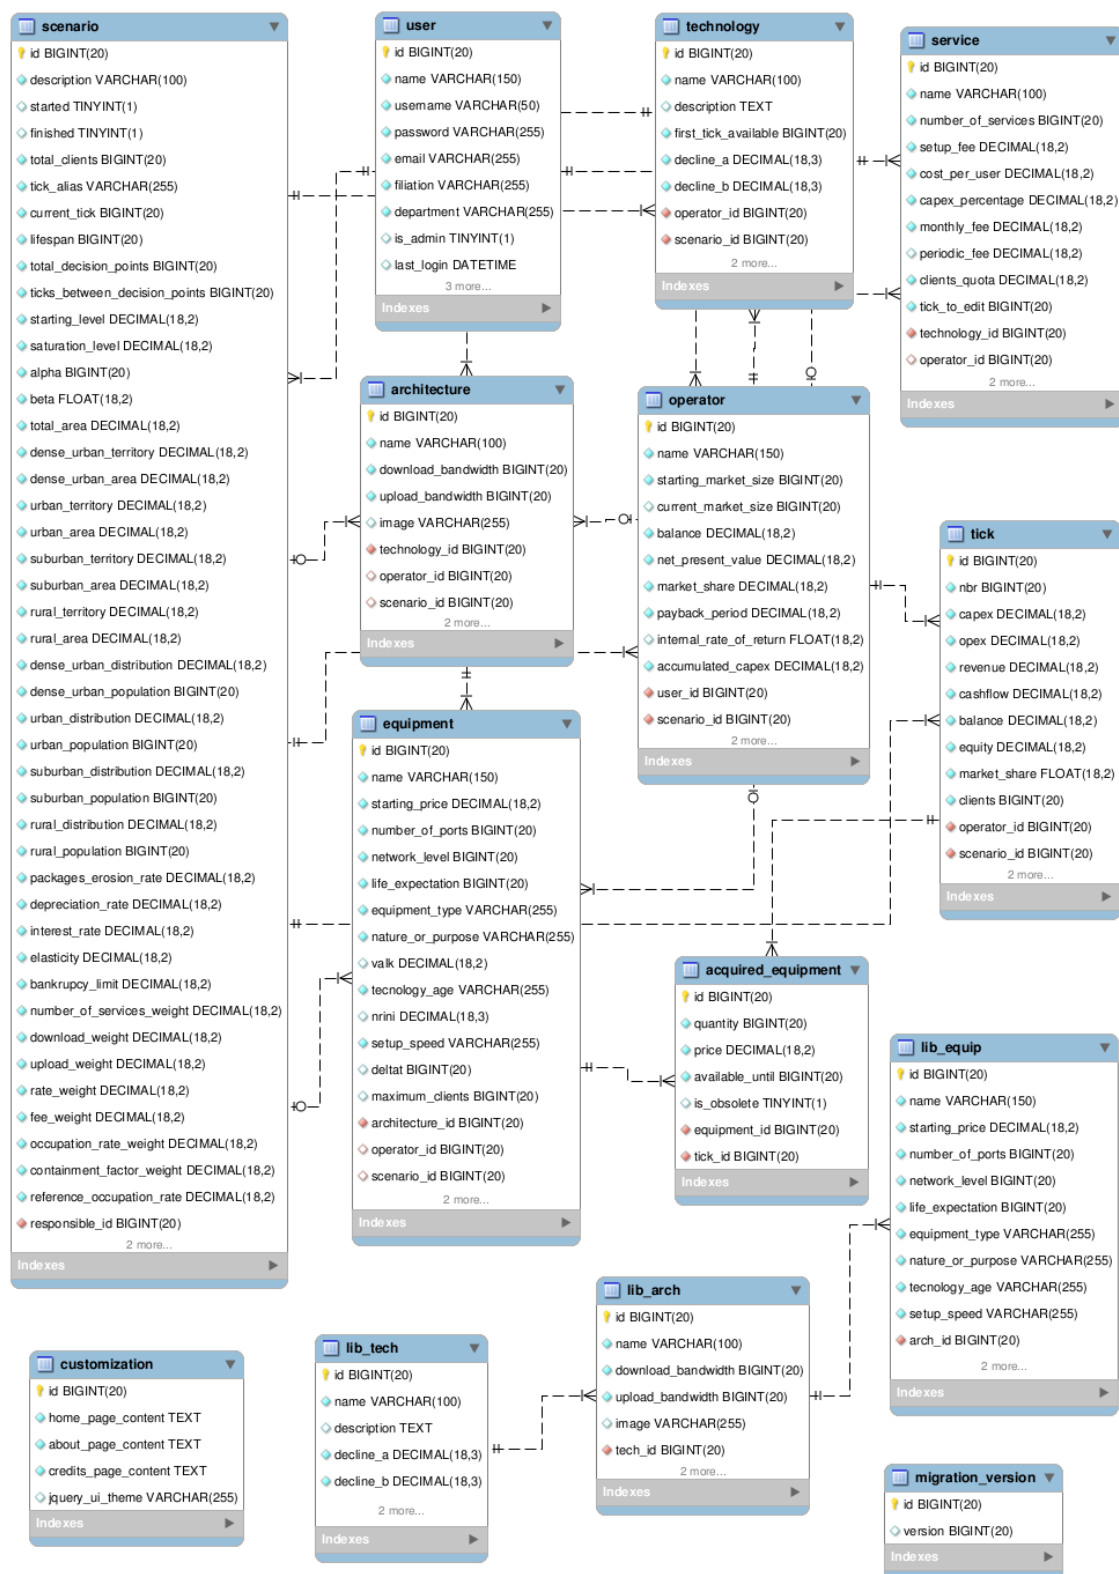 scenario
id BIGINT(20)
description VARCHAR(100)
started TINYINT(1)
finished TINYINT(1)
total_clients BIGINT(20)
tick_alias VARCHAR(255)
current_tick BIGINT(20)
lifespan BIGINT(20)
total_decision_points BIGINT(20)
ticks_between_decision_points BIGINT(20)
starting_level DECIMAL(18,2)
saturation_level DECIMAL(18,2)
alpha BIGINT(20)
beta FLOAT(18,2)
total_area DECIMAL(18,2)
dense_urban_territory DECIMAL(18,2)
dense_urban_area DECIMAL(18,2)
urban_territory DECIMAL(18,2)
urban_area DECIMAL(18,2)
suburban_territory DECIMAL(18,2)
suburban_area DECIMAL(18,2)
rural_territory DECIMAL(18,2)
rural_area DECIMAL(18,2)
dense_urban_distribution DECIMAL(18,2)
dense_urban_population BIGINT(20)
urban_distribution DECIMAL(18,2)
urban_population BIGINT(20)
suburban_distribution DECIMAL(18,2)
suburban_population BIGINT(20)
rural_distribution DECIMAL(18,2)
rural_population BIGINT(20)
packages_erosion_rate DECIMAL(18,2)
depreciation_rate DECIMAL(18,2)
interest_rate DECIMAL(18,2)
elasticity DECIMAL(18,2)
bankrupcy_limit DECIMAL(18,2)
number_of_services_weight DECIMAL(18,2)
download_weight DECIMAL(18,2)
upload_weight DECIMAL(18,2)
rate_weight DECIMAL(18,2)
fee_weight DECIMAL(18,2)
occupation_rate_weight DECIMAL(18,2)
containment_factor_weight DECIMAL(18,2)
reference_occupation_rate DECIMAL(18,2)
responsible_id BIGINT(20)
2 more...
Indexes
user
id BIGINT(20)
name VARCHAR(150)
username VARCHAR(50)
password VARCHAR(255)
email VARCHAR(255)
filiation VARCHAR(255)
department VARCHAR(255)
is_admin TINYINT(1)
last_login DATETIME
3 more...
Indexes
technology
id BIGINT(20)
name VARCHAR(100)
description TEXT
first_tick_available BIGINT(20)
decline_a DECIMAL(18,3)
decline_b DECIMAL(18,3)
operator_id BIGINT(20)
scenario_id BIGINT(20)
2 more...
Indexes
service
id BIGINT(20)
name VARCHAR(100)
number_of_services BIGINT(20)
setup_fee DECIMAL(18,2)
cost_per_user DECIMAL(18,2)
capex_percentage DECIMAL(18,2)
monthly_fee DECIMAL(18,2)
periodic_fee DECIMAL(18,2)
clients_quota DECIMAL(18,2)
tick_to_edit BIGINT(20)
technology_id BIGINT(20)
operator_id BIGINT(20)
2 more...
Indexes
architecture
id BIGINT(20)
name VARCHAR(100)
download_bandwidth BIGINT(20)
upload_bandwidth BIGINT(20)
image VARCHAR(255)
technology_id BIGINT(20)
operator_id BIGINT(20)
scenario_id BIGINT(20)
2 more...
Indexes
operator
id BIGINT(20)
name VARCHAR(150)
starting_market_size BIGINT(20)
current_market_size BIGINT(20)
balance DECIMAL(18,2)
net_present_value DECIMAL(18,2)
market_share DECIMAL(18,2)
payback_period DECIMAL(18,2)
internal_rate_of_return FLOAT(18,2)
accumulated_capex DECIMAL(18,2)
user_id BIGINT(20)
scenario_id BIGINT(20)
2 more...
Indexes
tick
id BIGINT(20)
nbr BIGINT(20)
capex DECIMAL(18,2)
opex DECIMAL(18,2)
revenue DECIMAL(18,2)
cashflow DECIMAL(18,2)
balance DECIMAL(18,2)
equity DECIMAL(18,2)
market_share FLOAT(18,2)
clients BIGINT(20)
operator_id BIGINT(20)
scenario_id BIGINT(20)
2 more...
Indexes
equipment
id BIGINT(20)
name VARCHAR(150)
starting_price DECIMAL(18,2)
number_of_ports BIGINT(20)
network_level BIGINT(20)
life_expectation BIGINT(20)
equipment_type VARCHAR(255)
nature_or_purpose VARCHAR(255)
valk DECIMAL(18,2)
tecnology_age VARCHAR(255)
nrini DECIMAL(18,3)
setup_speed VARCHAR(255)
deltat BIGINT(20)
maximum_clients BIGINT(20)
architecture_id BIGINT(20)
operator_id BIGINT(20)
scenario_id BIGINT(20)
2 more...
Indexes
acquired_equipment
id BIGINT(20)
quantity BIGINT(20)
price DECIMAL(18,2)
available_until BIGINT(20)
is_obsolete TINYINT(1)
equipment_id BIGINT(20)
tick_id BIGINT(20)
2 more...
Indexes
lib_equip
id BIGINT(20)
name VARCHAR(150)
starting_price DECIMAL(18,2)
number_of_ports BIGINT(20)
network_level BIGINT(20)
life_expectation BIGINT(20)
equipment_type VARCHAR(255)
nature_or_purpose VARCHAR(255)
tecnology_age VARCHAR(255)
setup_speed VARCHAR(255)
arch_id BIGINT(20)
2 more...
Indexes
lib_arch
id BIGINT(20)
name VARCHAR(100)
download_bandwidth BIGINT(20)
upload_bandwidth BIGINT(20)
image VARCHAR(255)
tech_id BIGINT(20)
2 more...
Indexes
lib_tech
id BIGINT(20)
name VARCHAR(100)
description TEXT
decline_a DECIMAL(18,3)
decline_b DECIMAL(18,3)
2 more...
Indexes
customization
id BIGINT(20)
home_page_content TEXT
about_page_content TEXT
credits_page_content TEXT
jquery_ui_theme VARCHAR(255)
Indexes
migration_version
id BIGINT(20)
version BIGINT(20)
Indexes